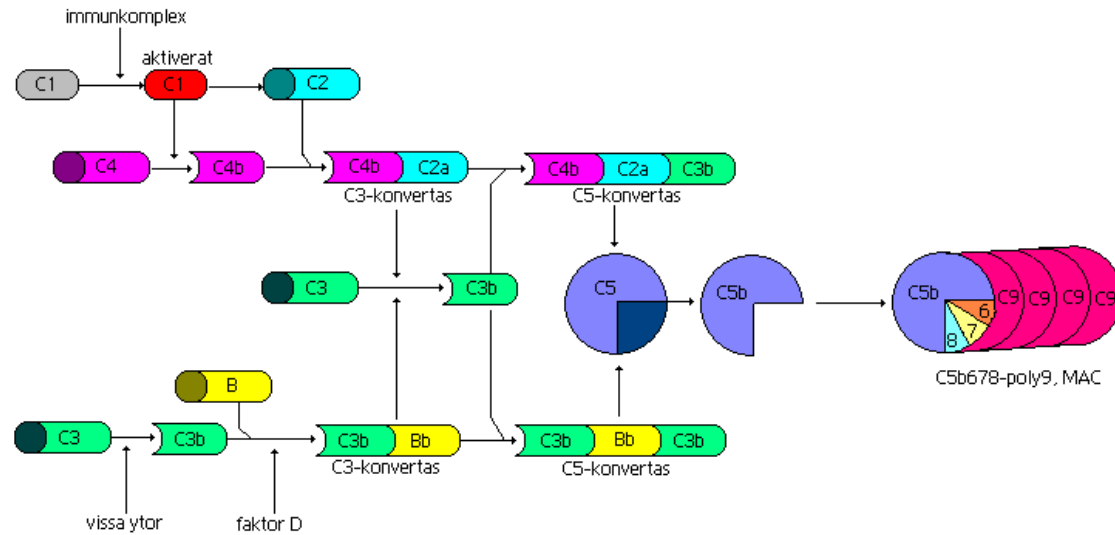 immunkomplex
aktiverat
C1
C1
C2
C4
C4b
C4b
C2a
C4b
C2a
C3b
C3-konvertas
C5-konvertas
C3
C3b
C5
C5b
C5b
6
7
8
C9
C9
C9
C9
C5b678-poly9, MAC
B
C3
C3b
C3b
Bb
C3b
Bb
C3b
C3-konvertas
C5-konvertas
vissa ytor
faktor D